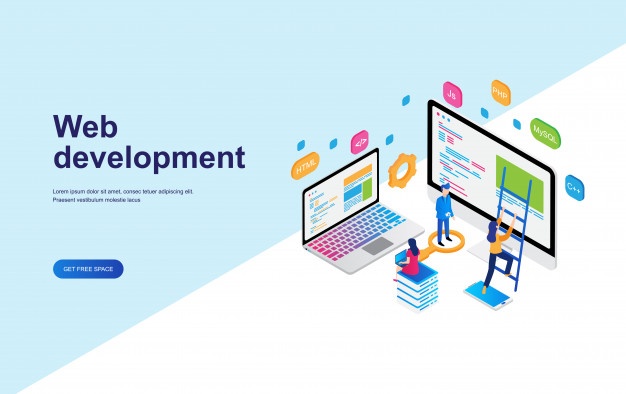 Web
development
Lorem ipsum dolor sit amet, consec tetuer adipiscing elit.
Praesent vestibulum molestie lacus
GET FREE SPACE
JS
PHP
MySQL
C++
</>
HTML